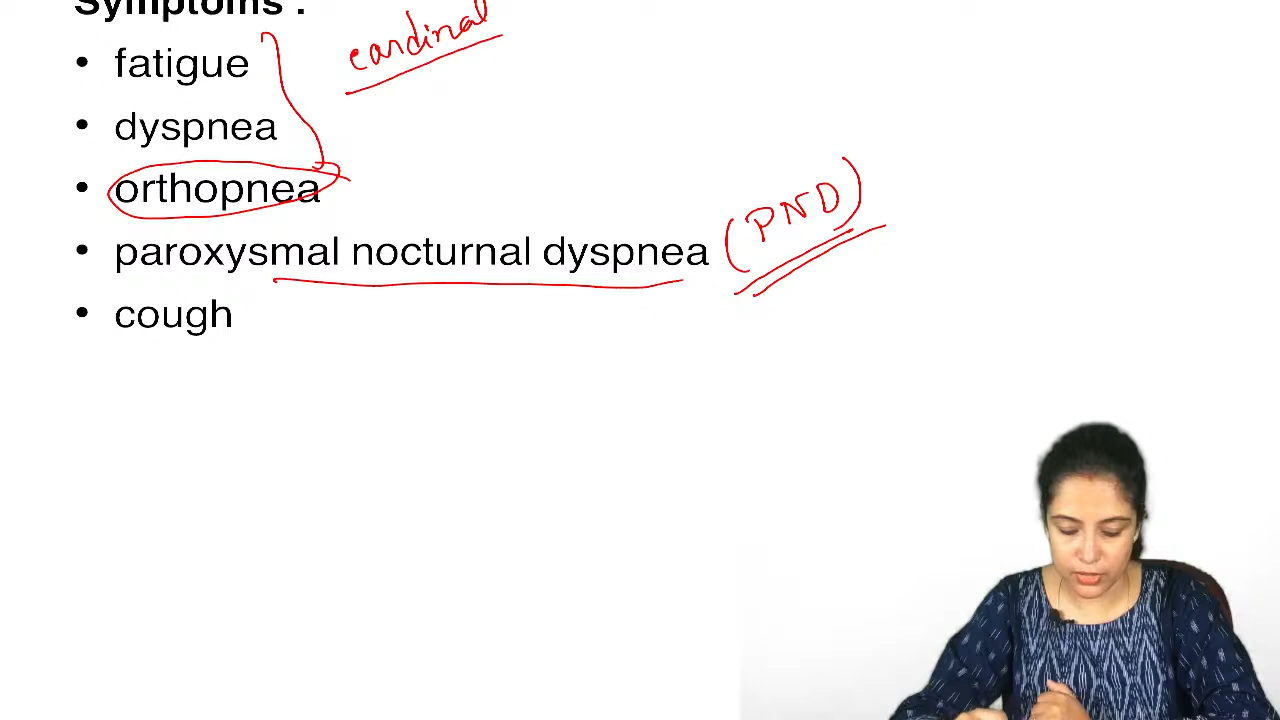 Symptoms :
• fatigue
cardinal
• dyspnea
• orthopnea
• paroxysmal nocturnal dyspnea (PND)
• cough